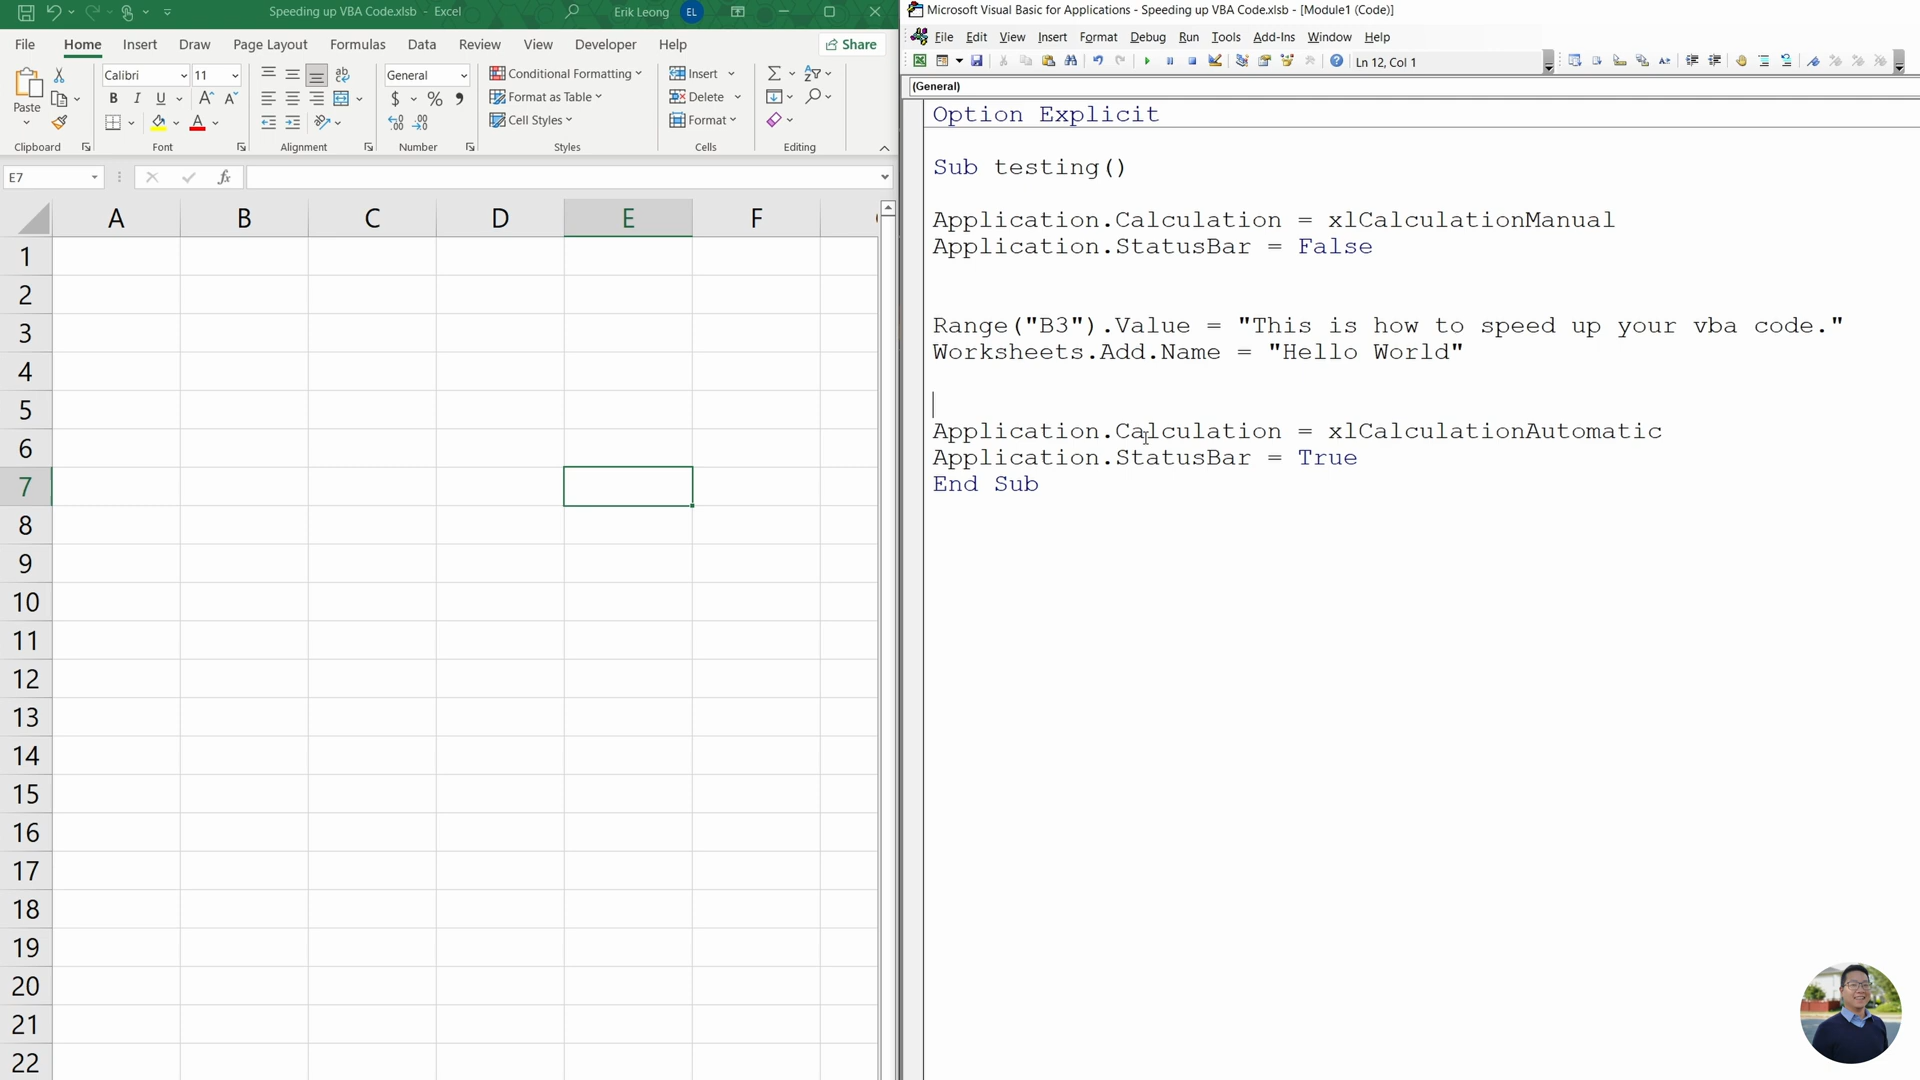 Speeding up VBA Code.xlsb - Excel
Erik Leong
EL
File Home Insert Draw Page Layout Formulas Data Review View Developer Help
Share
Paste
Calibri 11
B I U A A
General
$ % 9
Conditional Formatting
Format as Table
Cell Styles
Insert
Delete
Format
Clipboard Font Alignment Number Styles Cells Editing
E7
fx
A B C D E F
1
2
3
4
5
6
7
8
9
10
11
12
13
14
15
16
17
18
19
20
21
22
Microsoft Visual Basic for Applications - Speeding up VBA Code.xlsb - [Module1 (Code)]
File Edit View Insert Format Debug Run Tools Add-Ins Window Help
Ln 12, Col 1
(General)
Option Explicit
Sub testing()
Application.Calculation = xlCalculationManual
Application.StatusBar = False
Range("B3").Value = "This is how to speed up your vba code."
Worksheets.Add.Name = "Hello World"
Application.Calculation = xlCalculationAutomatic
Application.StatusBar = True
End Sub